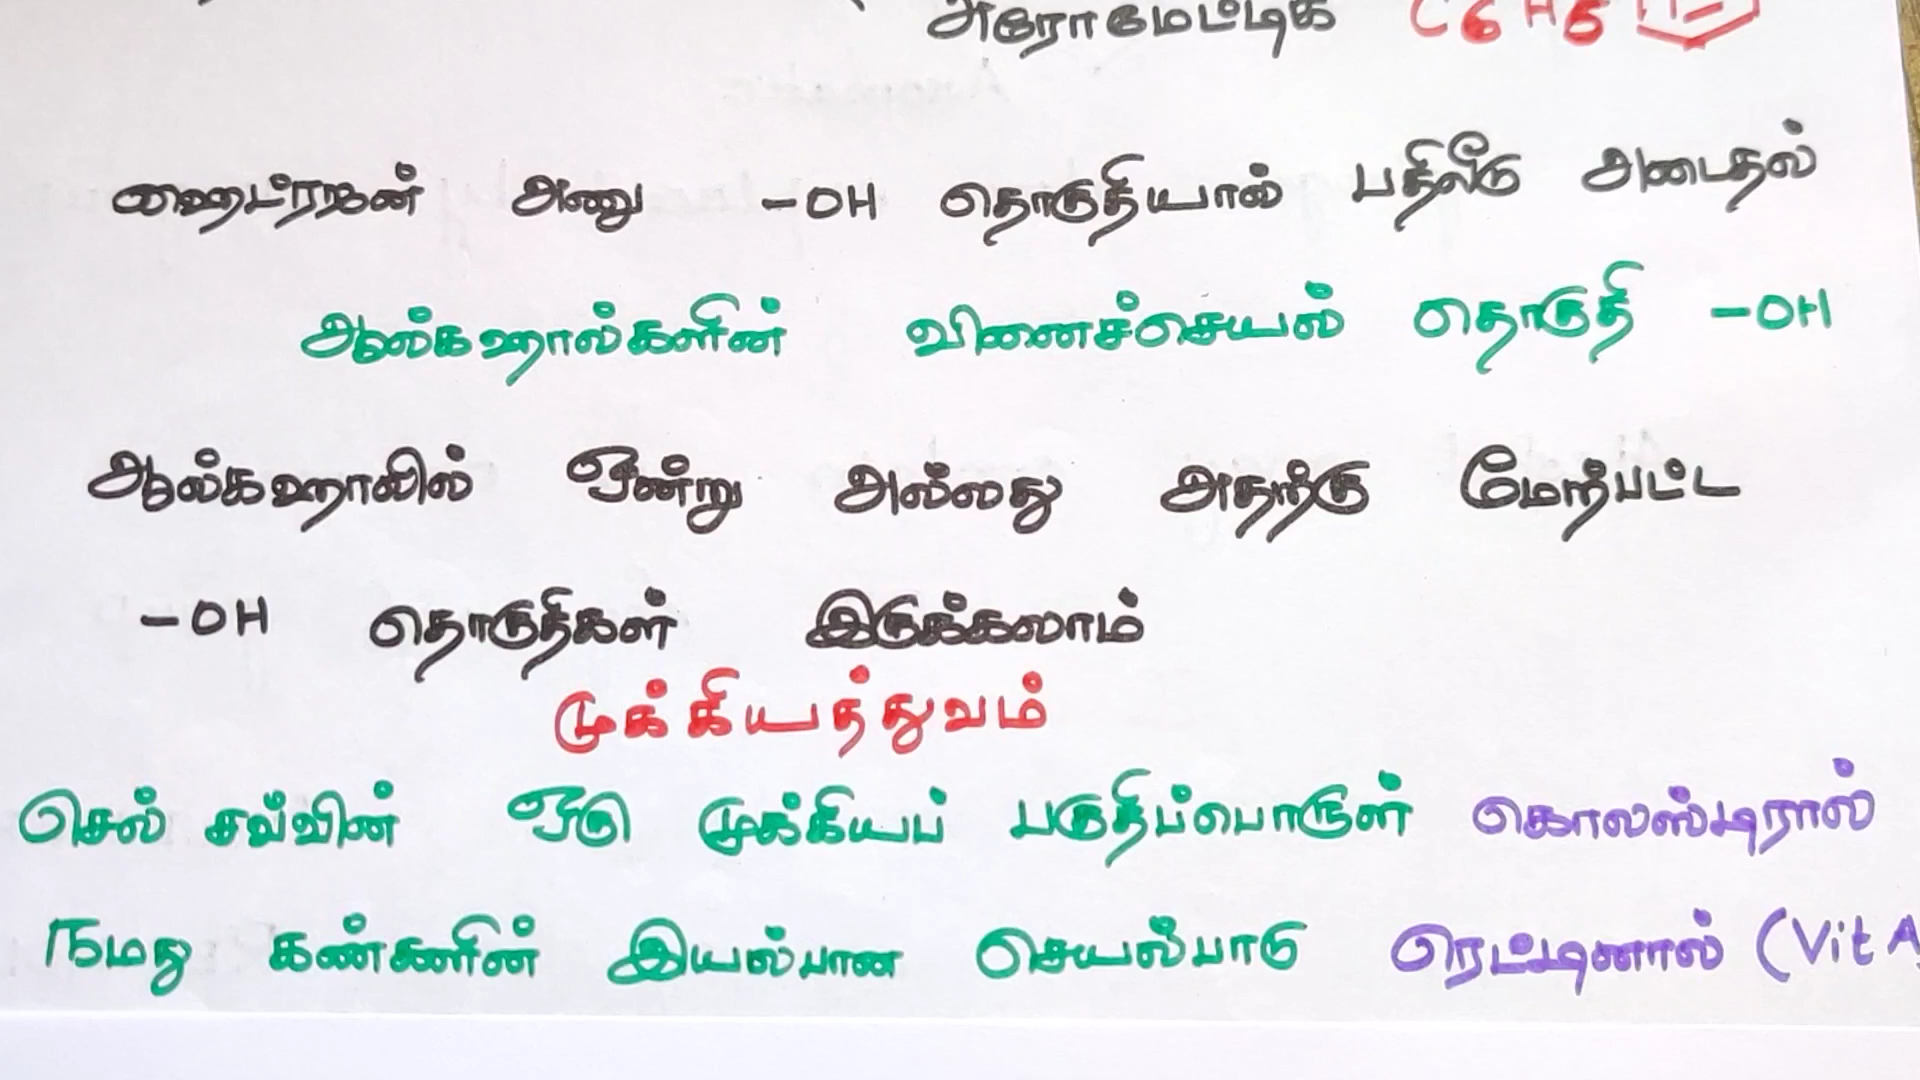 அரோமேட்டிக் C6H5
ஹைட்ரஜன் அணு -OH தொகுதியால் பதிலீடு அடைதல்
ஆல்கஹால்களின் வினைச்செயல் தொகுதி -OH
ஆல்கஹாலில் ஒன்று அல்லது அதற்கு மேற்பட்ட
-OH தொகுதிகள் இருக்கலாம்
முக்கியத்துவம்
செல் சவ்வின் ஒரு முக்கியப் பகுதிப்பொருள் கொலஸ்டிரால்
நமது கண்ணின் இயல்பான செயல்பாடு ரெட்டினால் (Vit A